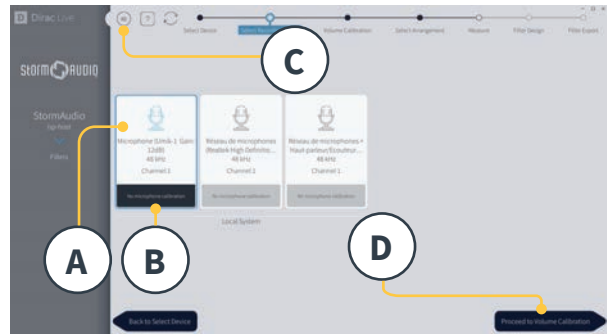 Dirac Live
?
Select Device
Select Recording
Volume Calibration
Select Arrangement
Measure
Filter Design
Filter Export
STORM AUDIO
C
StormAudio
Filters
Microphone (Umik-1 Gain:
12dB)
48 kHz
Channel 1
No microphone calibration
Réseau de microphones
(Realtek High Definitio...
48 kHz
Channel 1
No microphone calibration
Réseau de microphones +
Haut-parleur/Écouteur...
48 kHz
Channel 1
No microphone calibration
Local System
A
B
D
Back to Select Device
Proceed to Volume Calibration